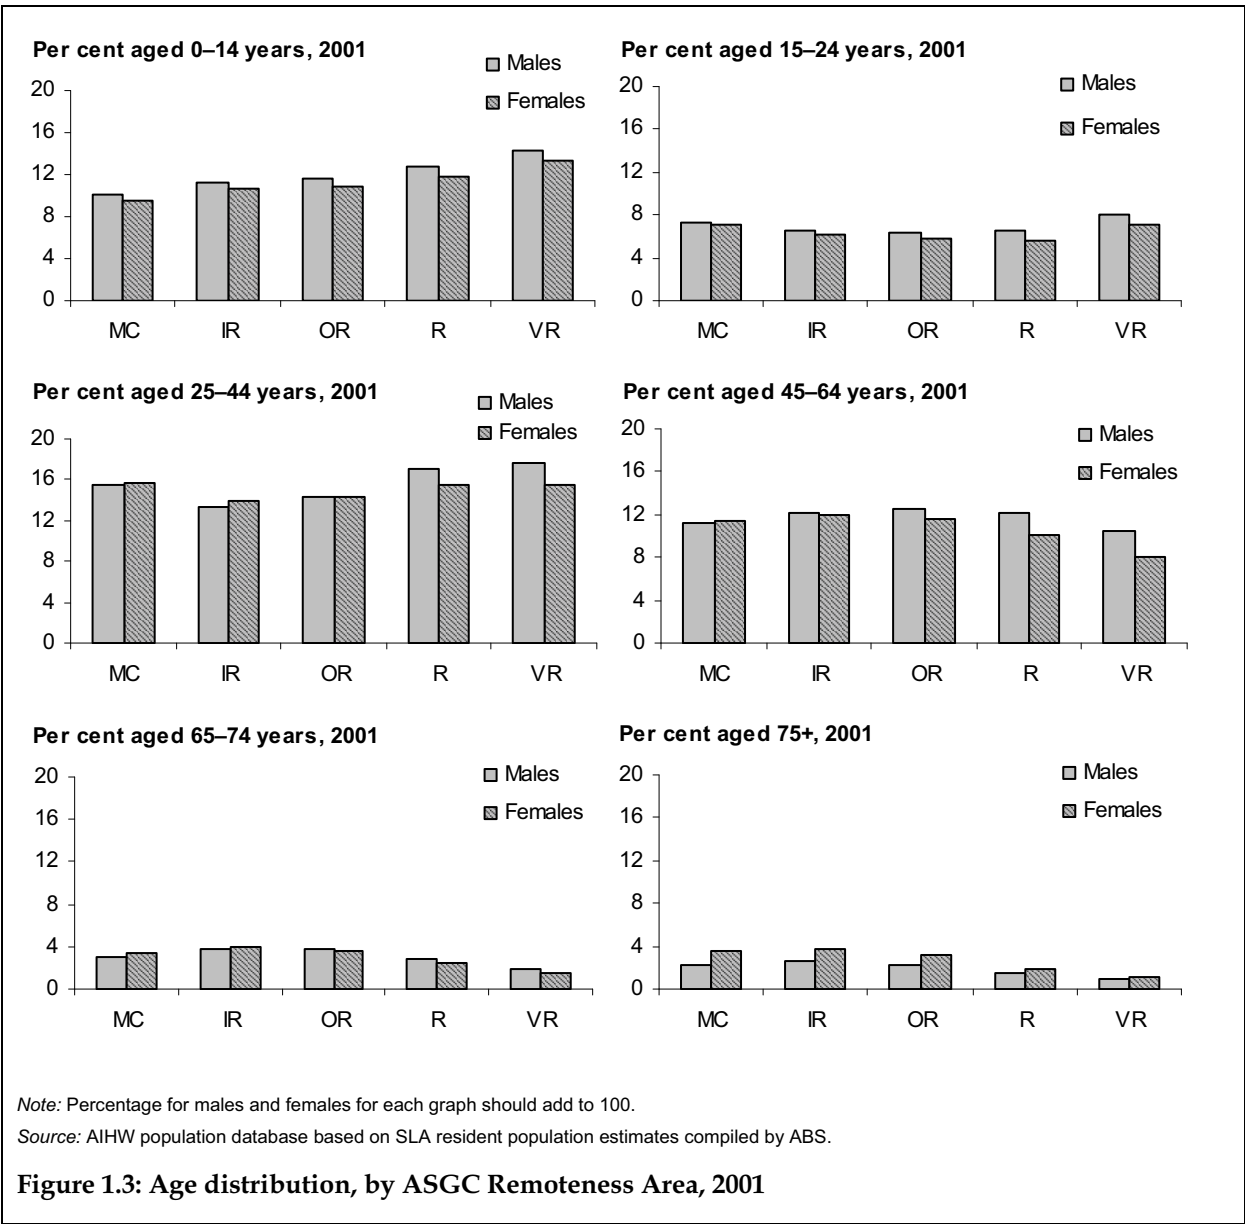 Per cent aged 0–14 years, 2001
Males
Females
20
16
12
8
4
0
MC IR OR R VR
Per cent aged 15–24 years, 2001
Males
Females
20
16
12
8
4
0
MC IR OR R VR
Per cent aged 25–44 years, 2001
Males
Females
20
16
12
8
4
0
MC IR OR R VR
Per cent aged 45–64 years, 2001
Males
Females
20
16
12
8
4
0
MC IR OR R VR
Per cent aged 65–74 years, 2001
Males
Females
20
16
12
8
4
0
MC IR OR R VR
Per cent aged 75+, 2001
Males
Females
20
16
12
8
4
0
MC IR OR R VR
Note: Percentage for males and females for each graph should add to 100.
Source: AIHW population database based on SLA resident population estimates compiled by ABS.
Figure 1.3: Age distribution, by ASGC Remoteness Area, 2001